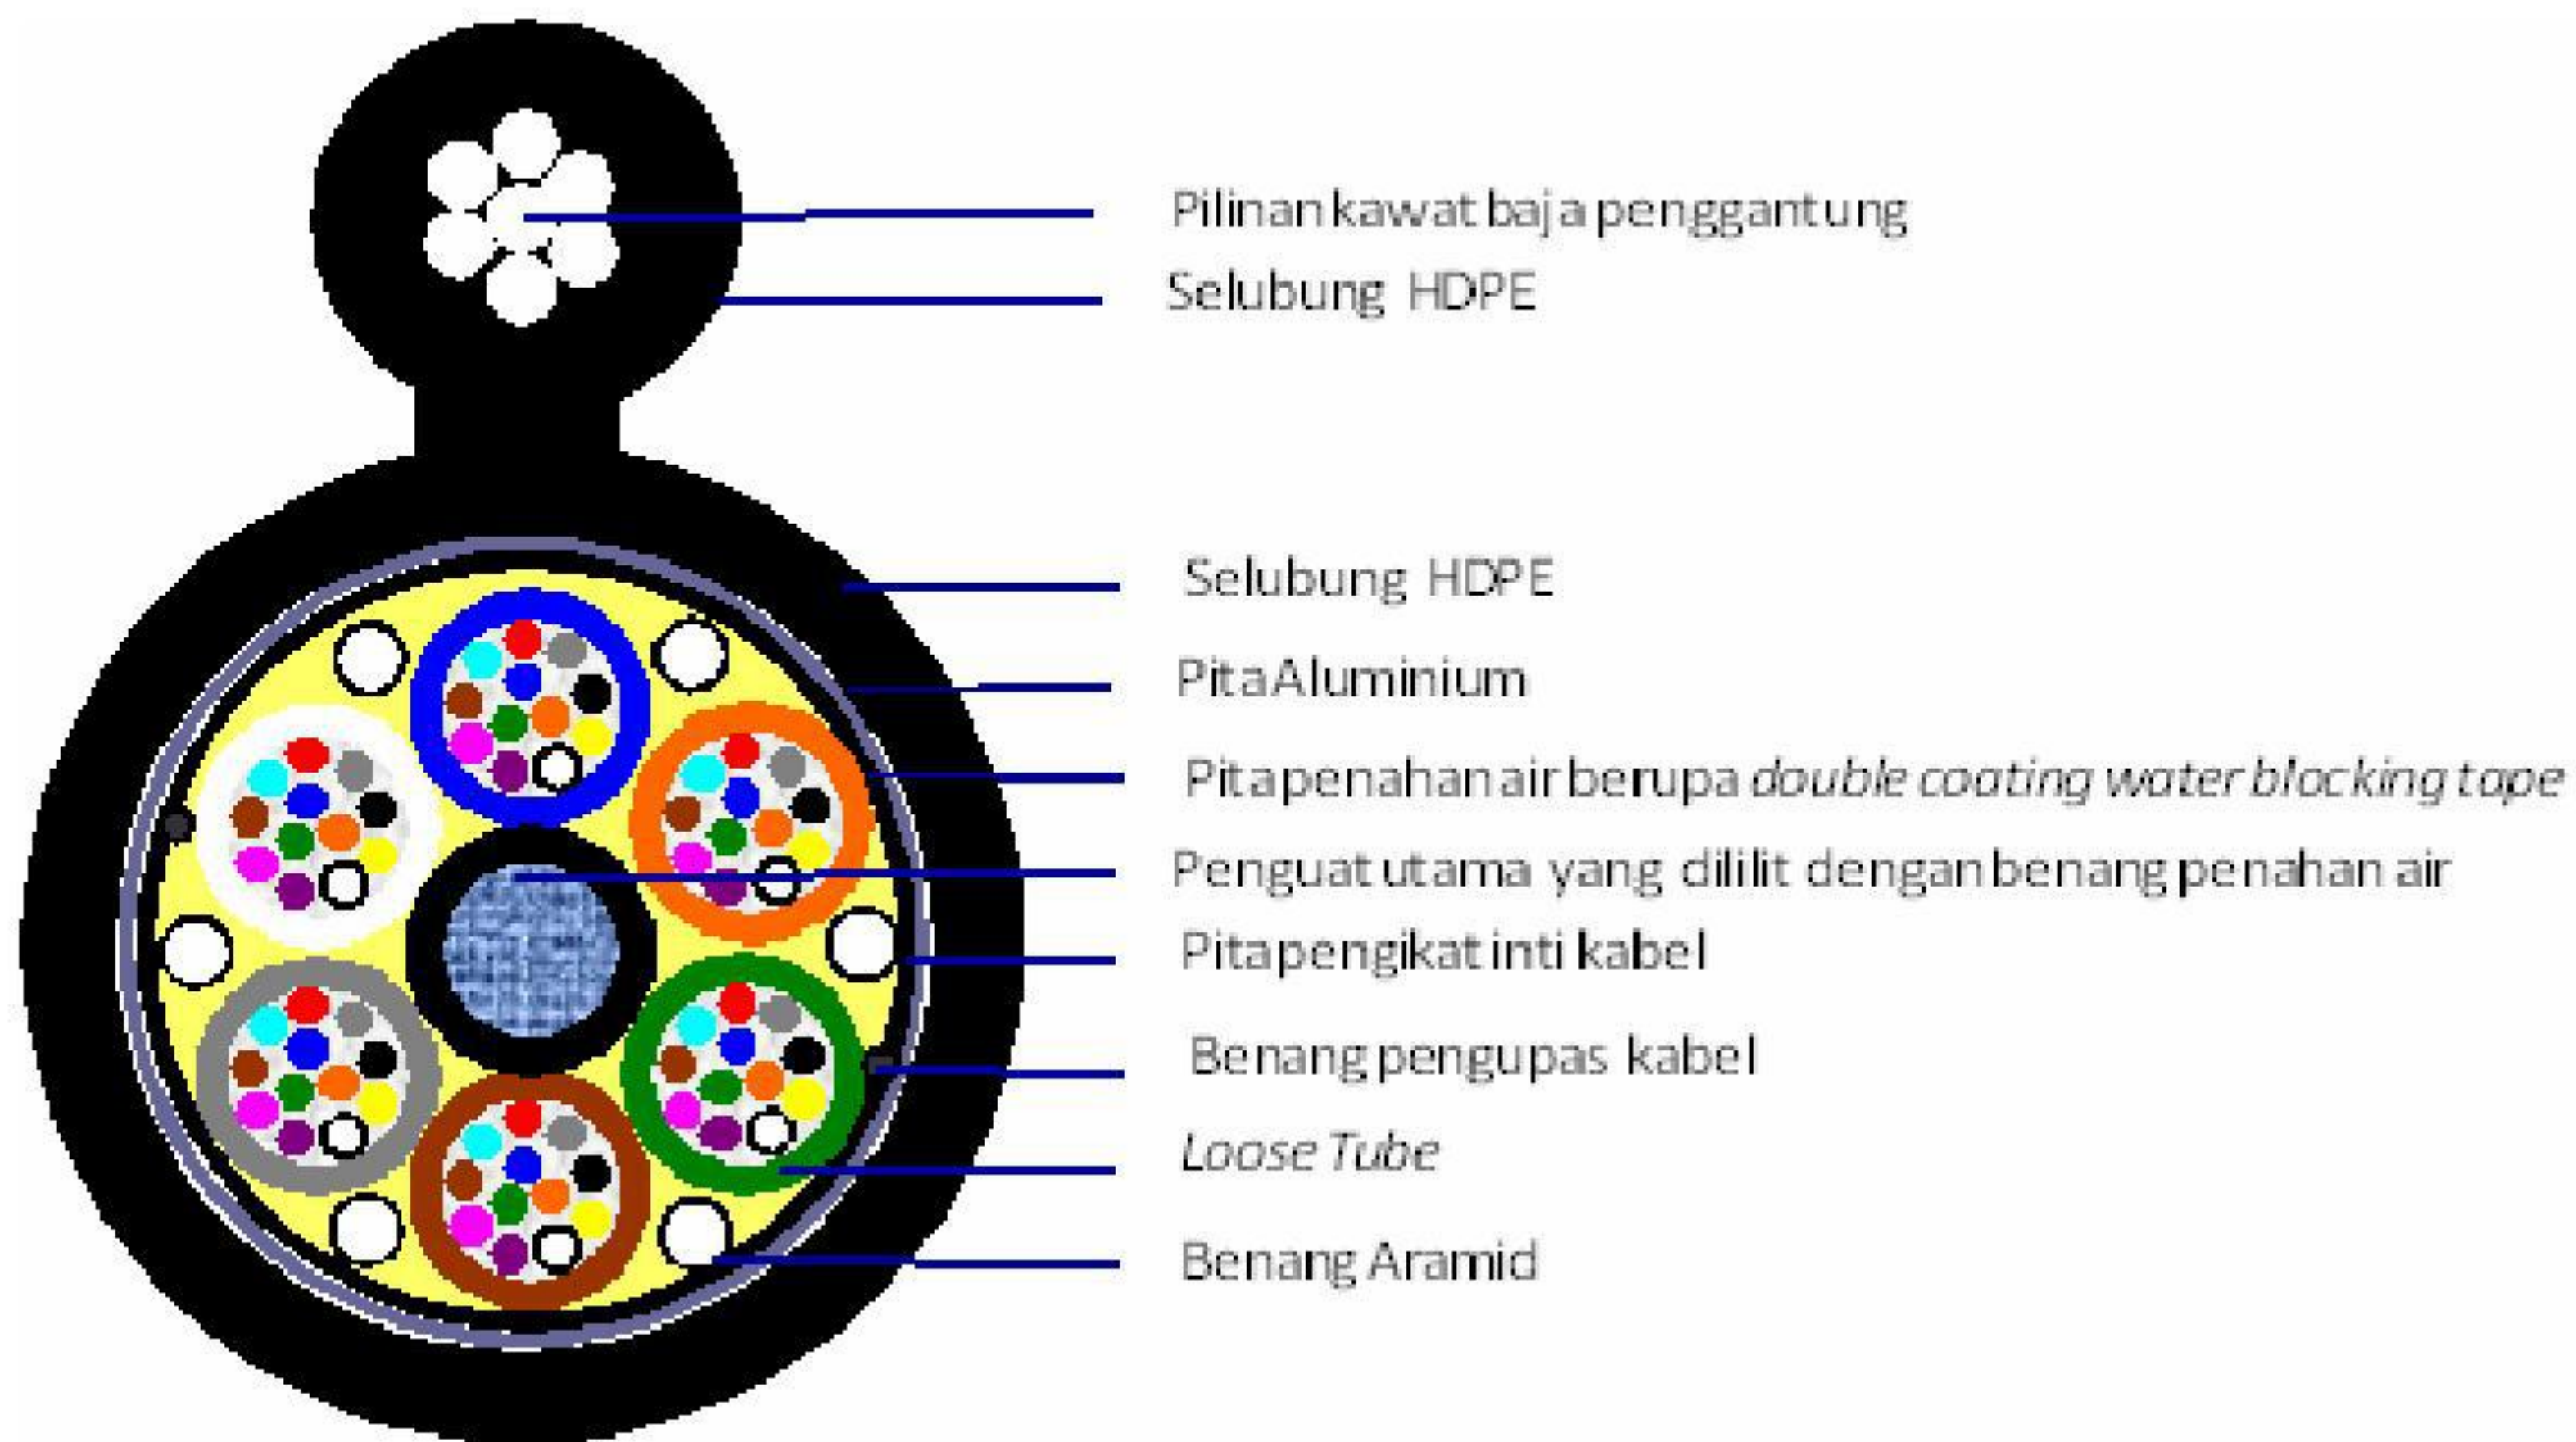 Pilinan kawat baja penggantung
Selubung HDPE
Selubung HDPE
Pita Aluminium
Pita penahan air berupa double coating water blocking tape
Penguat utama yang dililit dengan benang penahan air
Pita pengikat inti kabel
Benang pengupas kabel
Loose Tube
Benang Aramid